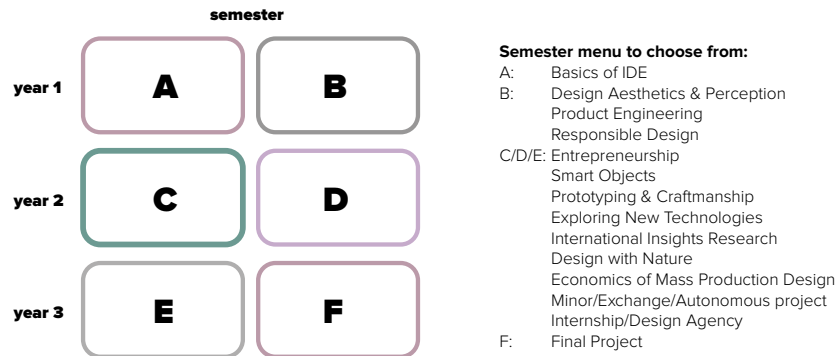 semester
year 1
A
B
year 2
C
D
year 3
E
F
Semester menu to choose from:
A: Basics of IDE
B: Design Aesthetics & Perception
Product Engineering
Responsible Design
C/D/E: Entrepreneurship
Smart Objects
Prototyping & Craftmanship
Exploring New Technologies
International Insights Research
Design with Nature
Economics of Mass Production Design
Minor/Exchange/Autonomous project
Internship/Design Agency
F: Final Project